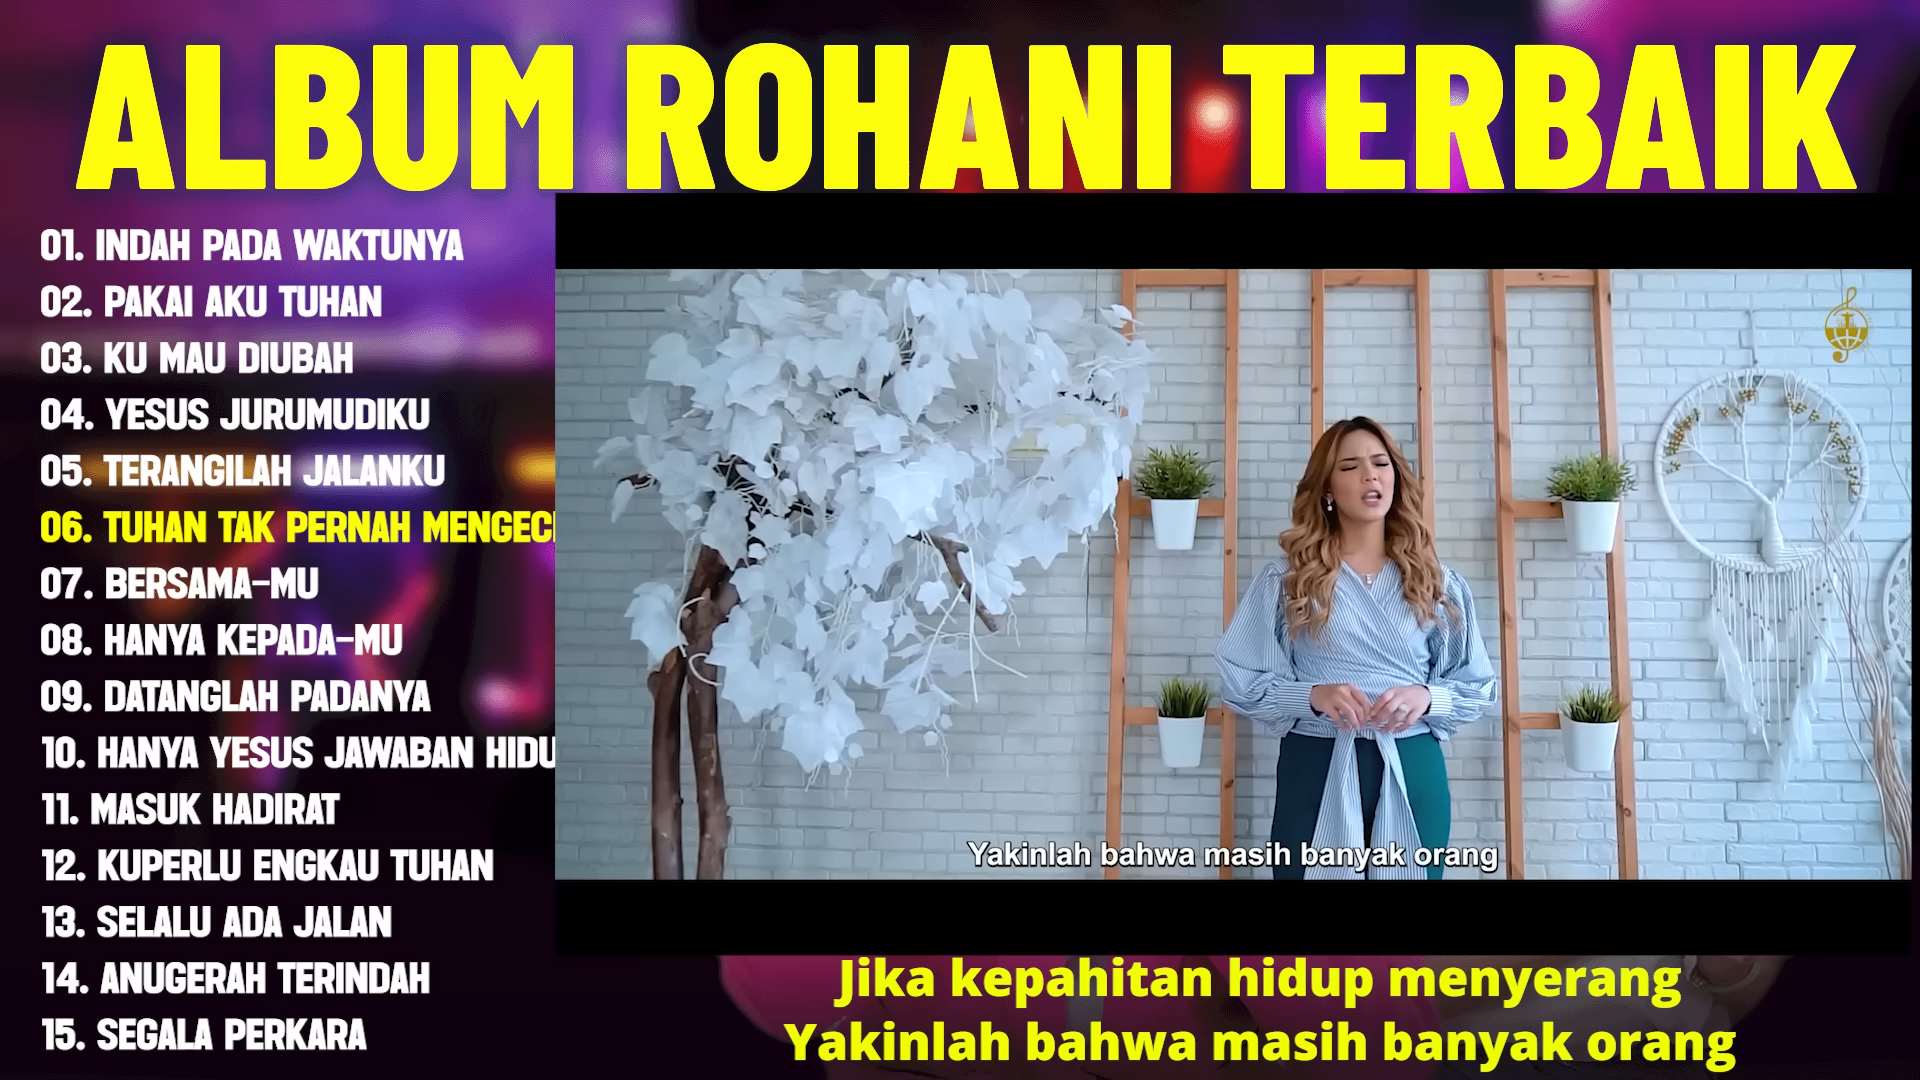 ALBUM ROHANI TERBAIK
01. INDAH PADA WAKTUNYA
02. PAKAI AKU TUHAN
03. KU MAU DIUBAH
04. YESUS JURUMUDIKU
05. TERANGILAH JALANKU
06. TUHAN TAK PERNAH MENGEC
07. BERSAMA-MU
08. HANYA KEPADA-MU
09. DATANGLAH PADANYA
10. HANYA YESUS JAWABAN HIDU
11. MASUK HADIRAT
12. KUPERLU ENGKAU TUHAN
13. SELALU ADA JALAN
14. ANUGERAH TERINDAH
15. SEGALA PERKARA
Yakinlah bahwa masih banyak orang
Jika kepahitan hidup menyerang
Yakinlah bahwa masih banyak orang